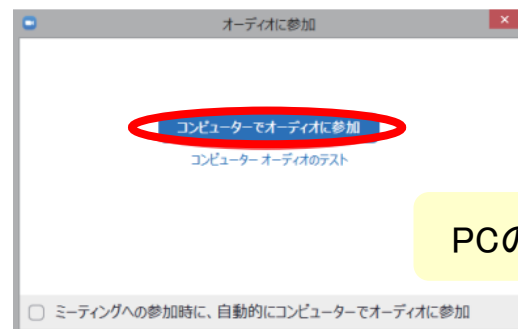 オーディオに参加
コンピューターでオーディオに参加
コンピューター オーディオのテスト
PCの
ミーティングへの参加時に、自動的にコンピューターでオーディオに参加